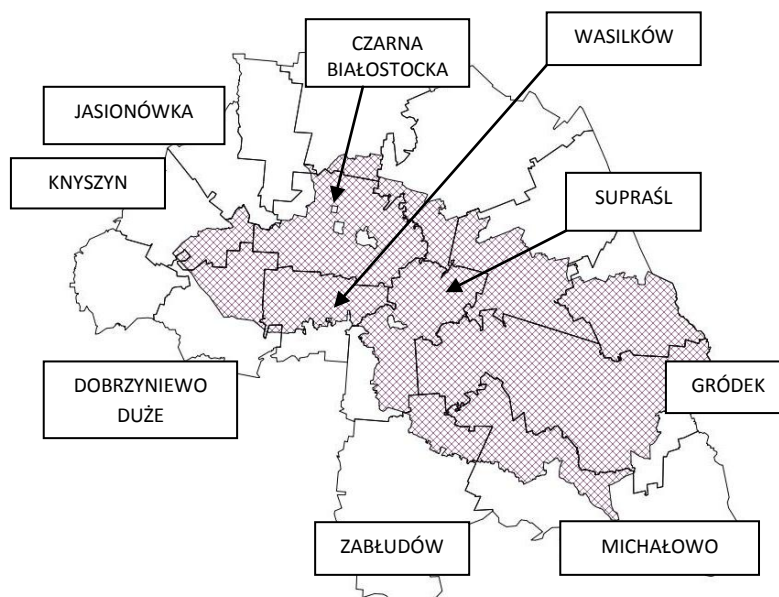 CZARNA
BIAŁOSTOCKA
WASILKÓW
JASIONÓWKA
KNYSZYN
SUPRAŚL
DOBRZYNIEWO
DUŻE
GRÓDEK
ZABŁUDÓW
MICHAŁOWO